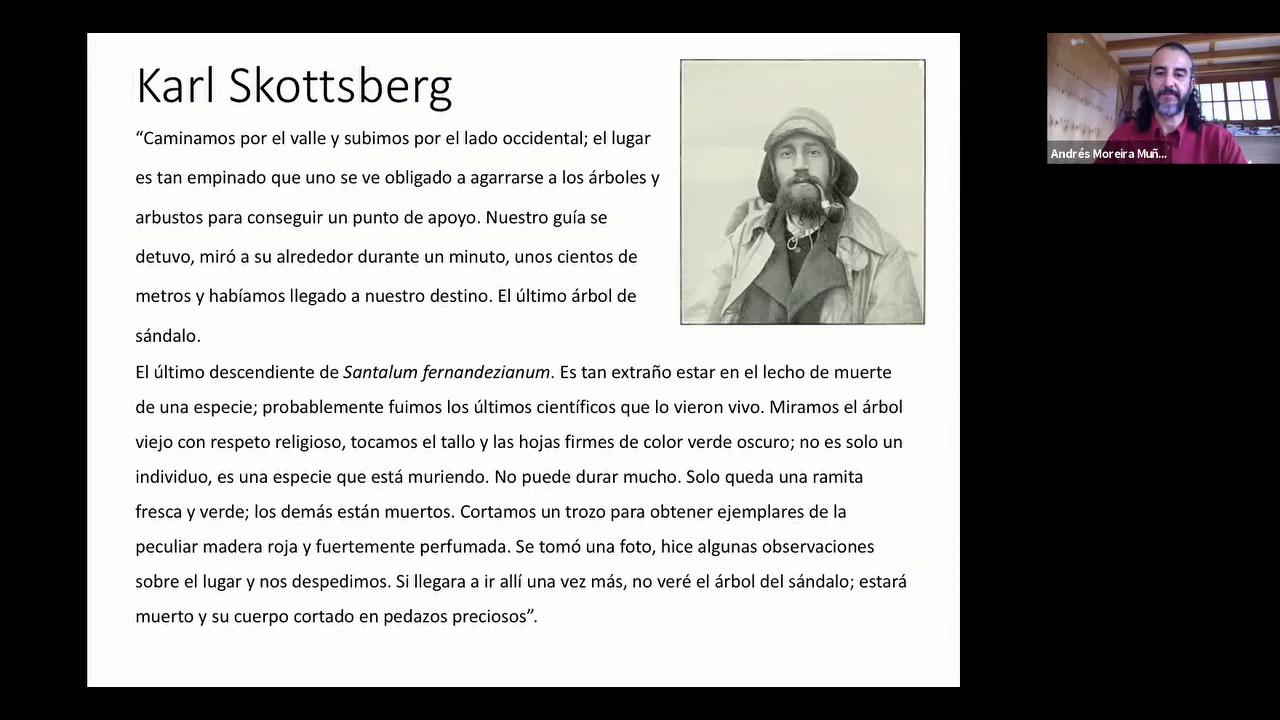 Karl Skottsberg
“Caminamos por el valle y subimos por el lado occidental; el lugar
es tan empinado que uno se ve obligado a agarrarse a los árboles y
arbustos para conseguir un punto de apoyo. Nuestro guía se
detuvo, miró a su alrededor durante un minuto, unos cientos de
metros y habíamos llegado a nuestro destino. El último árbol de
sándalo.
El último descendiente de Santalum fernandezianum. Es tan extraño estar en el lecho de muerte
de una especie; probablemente fuimos los últimos científicos que lo vieron vivo. Miramos el árbol
viejo con respeto religioso, tocamos el tallo y las hojas firmes de color verde oscuro; no es solo un
individuo, es una especie que está muriendo. No puede durar mucho. Solo queda una ramita
fresca y verde; los demás están muertos. Cortamos un trozo para obtener ejemplares de la
peculiar madera roja y fuertemente perfumada. Se tomó una foto, hice algunas observaciones
sobre el lugar y nos despedimos. Si llegara a ir allí una vez más, no veré el árbol del sándalo; estará
muerto y su cuerpo cortado en pedazos preciosos”.
Andrés Moreira Muñ...